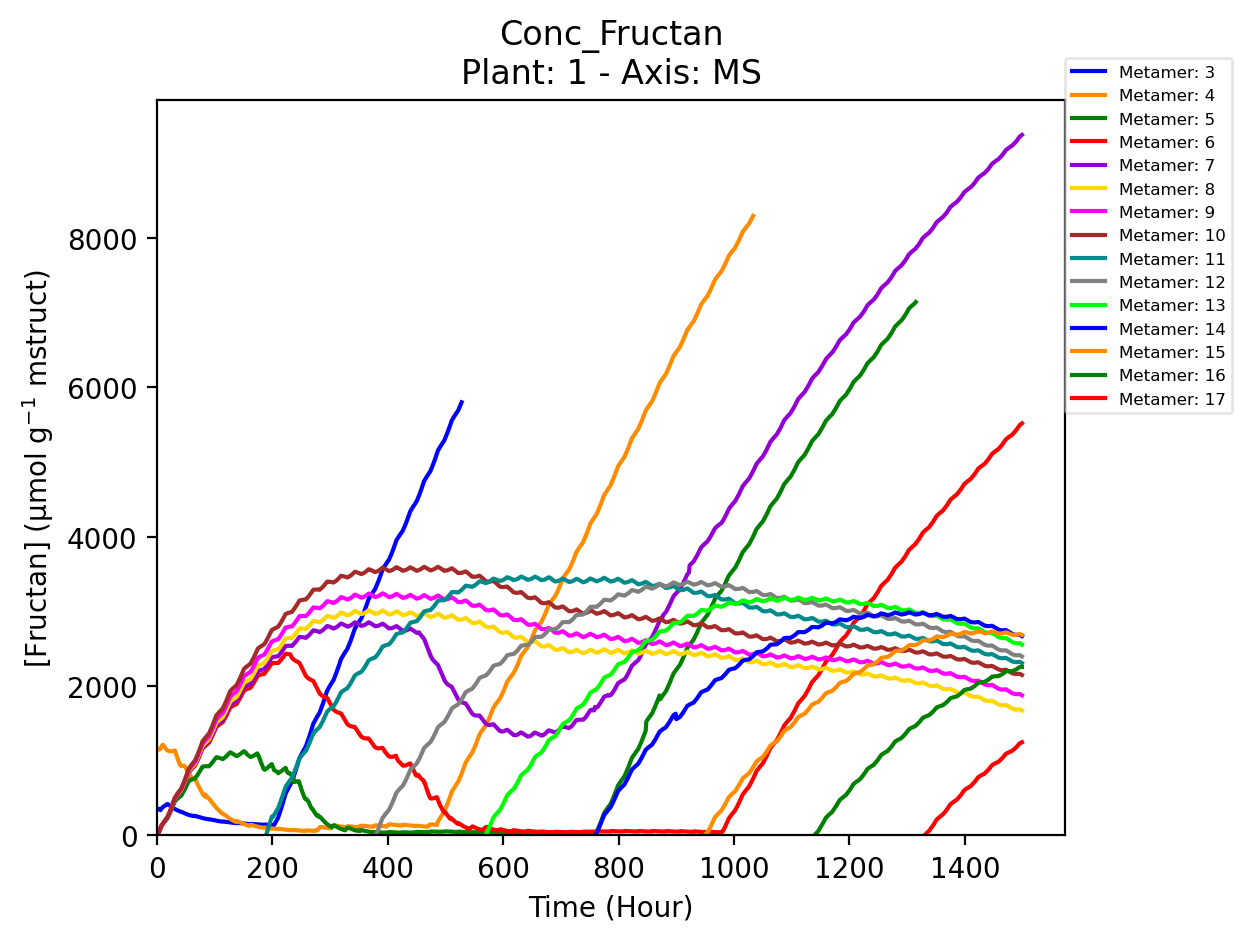 Conc_Fructan
Plant: 1 - Axis: MS
Metamer: 3
Metamer: 4
Metamer: 5
Metamer: 6
Metamer: 7
Metamer: 8
Metamer: 9
Metamer: 10
Metamer: 11
Metamer: 12
Metamer: 13
Metamer: 14
Metamer: 15
Metamer: 16
Metamer: 17
[Fructan] (µmol g⁻¹ mstruct)
8000
6000
4000
2000
0
0 200 400 600 800 1000 1200 1400
Time (Hour)